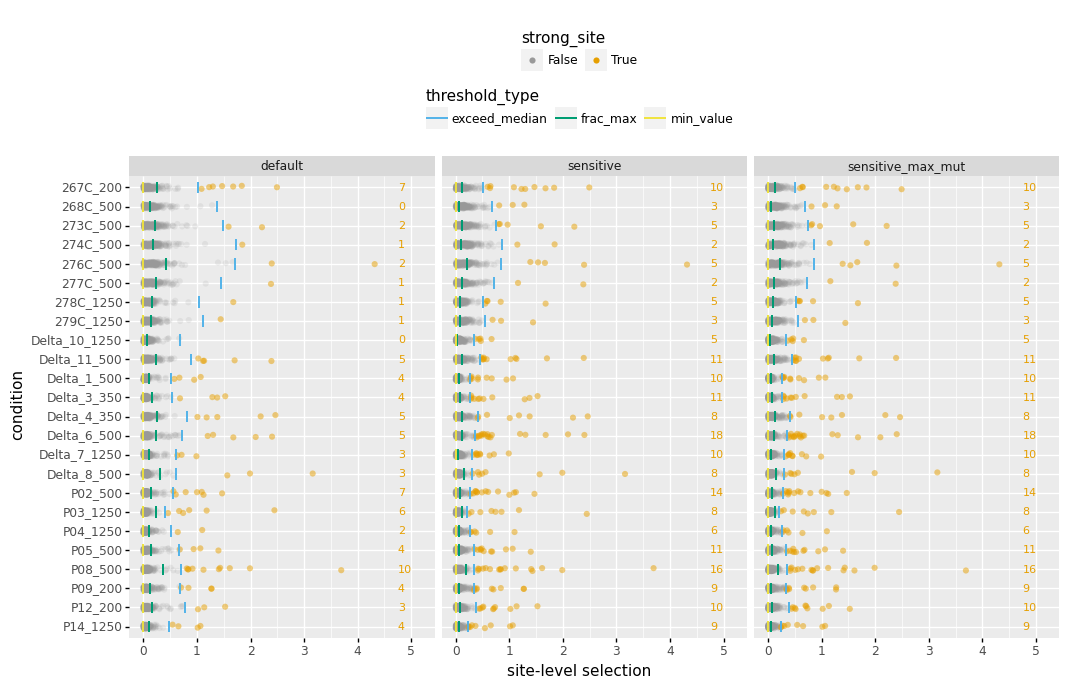 strong_site
False True
threshold_type
exceed_median frac_max min_value
default sensitive sensitive_max_mut
267C_200 7 10 10
268C_500 0 3 3
273C_500 2 5 5
274C_500 1 2 2
276C_500 2 5 5
277C_500 1 2 2
278C_1250 1 5 5
279C_1250 1 3 3
Delta_10_1250 0 3 3
Delta_11_500 5 11 11
Delta_1_500 4 10 10
Delta_3_350 4 11 11
Delta_4_350 5 8 8
Delta_6_500 5 18 18
Delta_7_1250 3 10 10
Delta_8_500 3 8 8
P02_500 7 14 14
P03_1250 6 8 8
P04_1250 2 6 6
P05_500 4 11 11
P08_500 10 16 16
P09_200 4 9 9
P12_200 3 10 10
P14_1250 4 9 9
condition
0 1 2 3 4 5 0 1 2 3 4 5 0 1 2 3 4 5
site-level selection